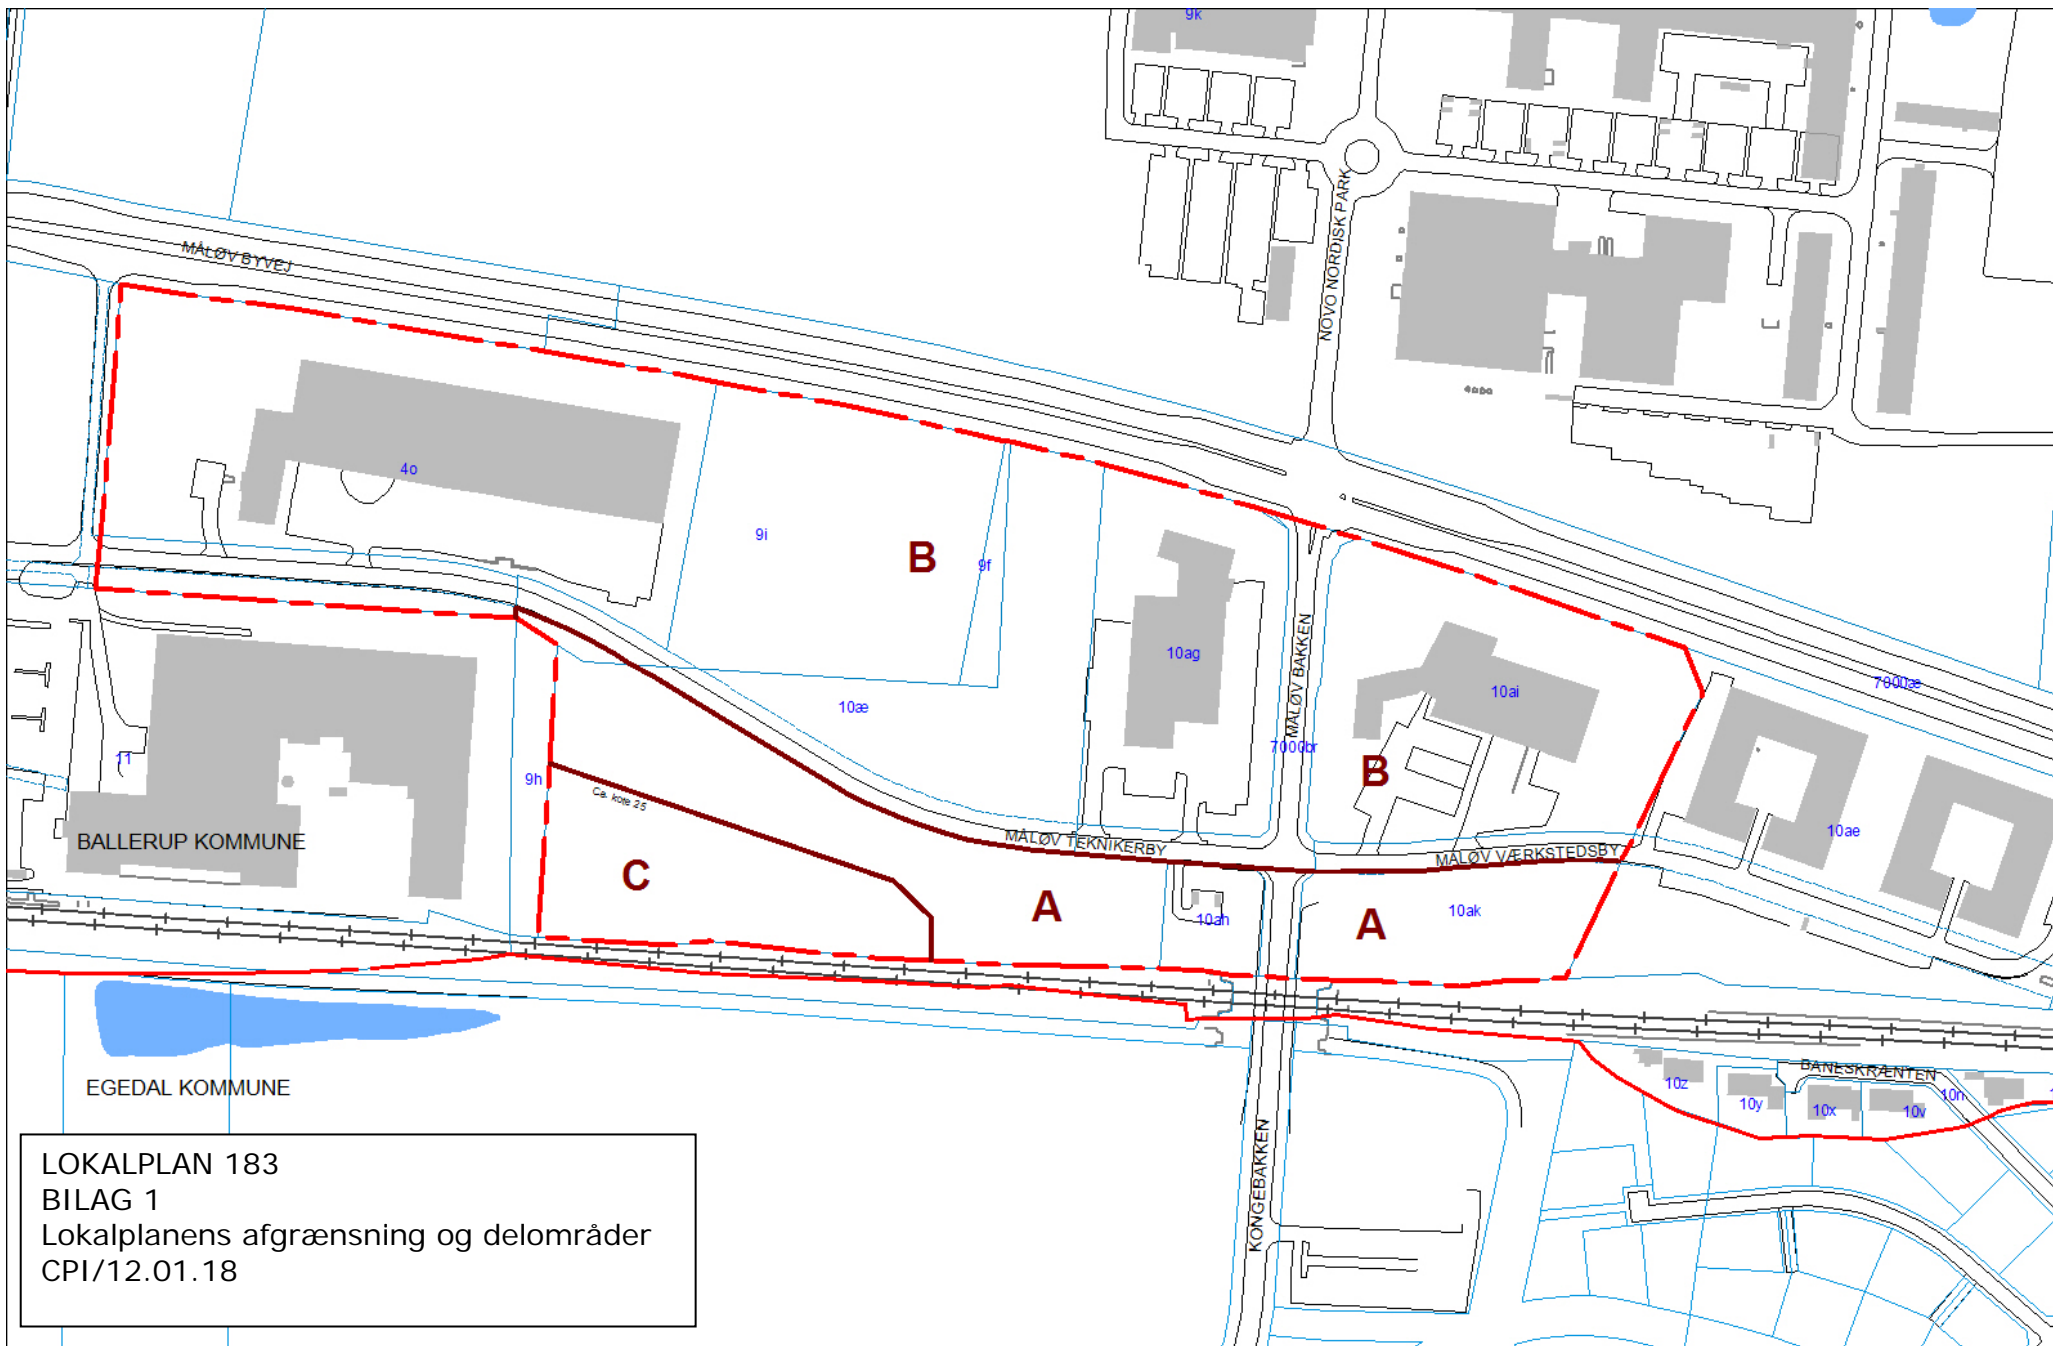 9k
NOVO NORDISK PARK
MÅLØV BYVEJ
4o
9i
B
9f
10ag
MÅLØV BAKKEN
10ai
7000æ
10æ
7000br
B
11
9h
Ca. kote 25
BALLERUP KOMMUNE
MÅLØV TEKNIKERBY
MÅLØV VÆRKSTEDSBY
10ae
C
A
10ah
A
10ak
EGEDAL KOMMUNE
BANESKRÆNTEN
10z
10y
10x
10v
10n
KONGEBAKKEN
LOKALPLAN 183
BILAG 1
Lokalplanens afgrænsning og delområder
CPI/12.01.18